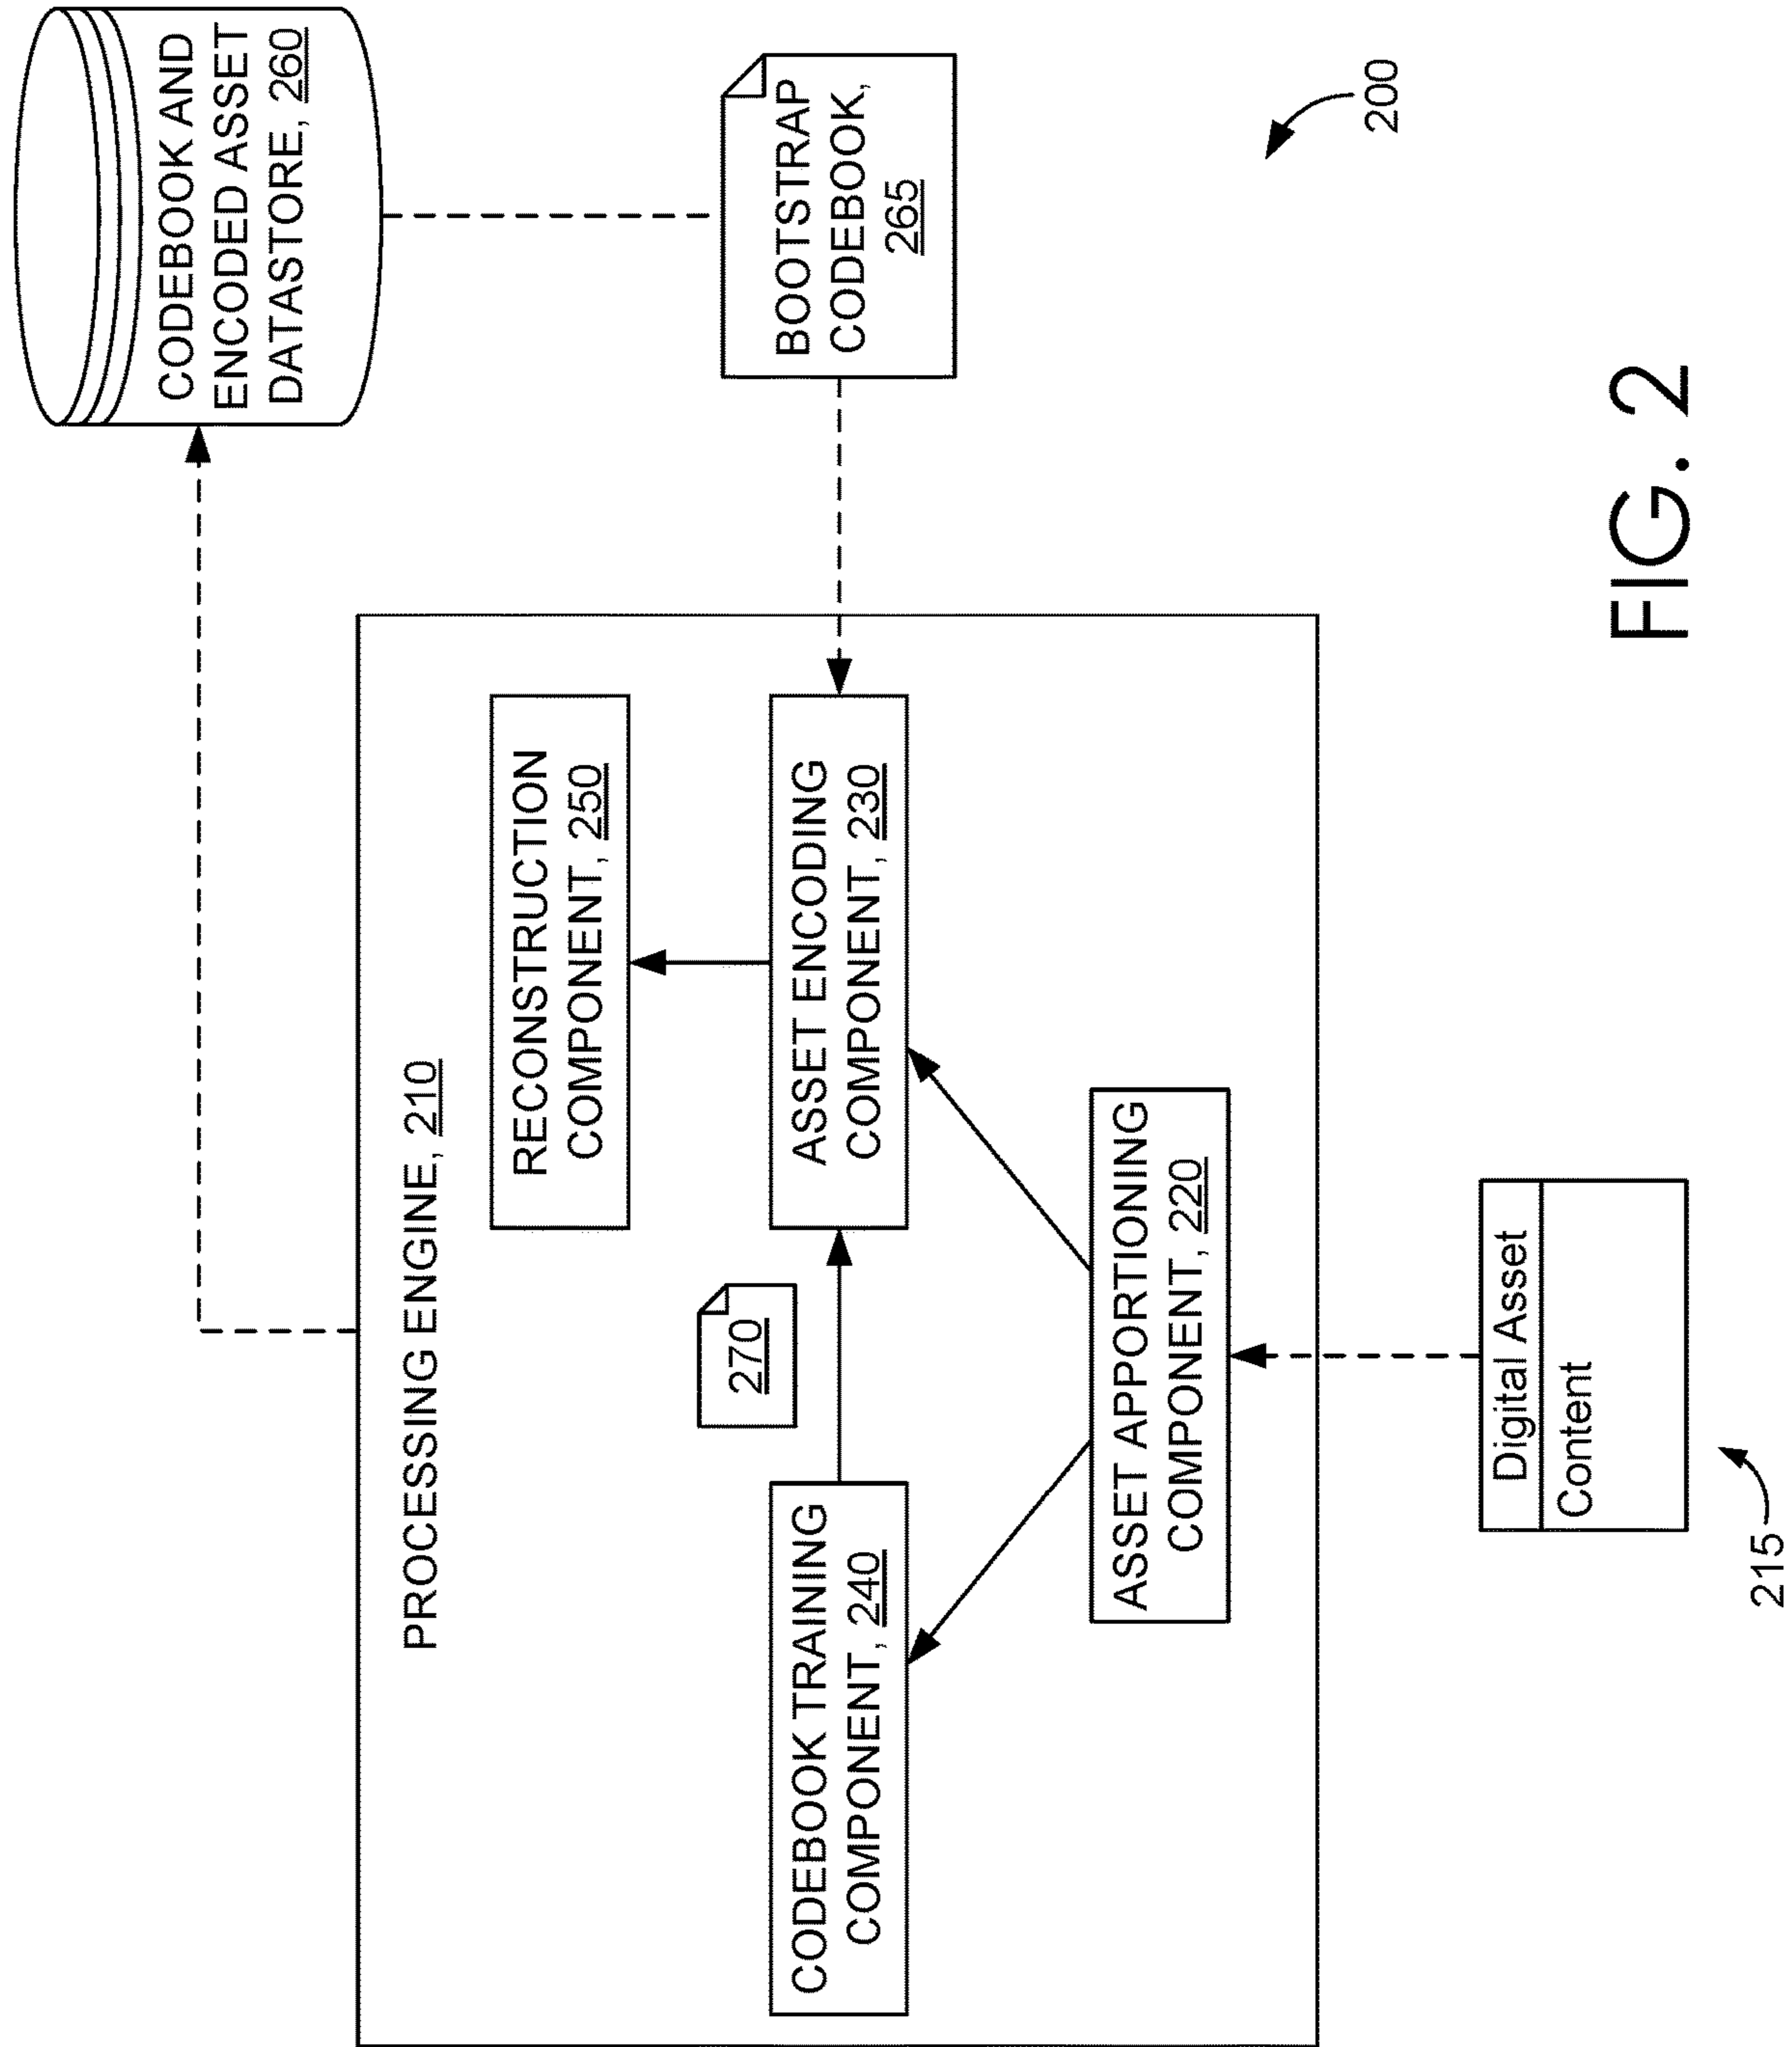 PROCESSING ENGINE, 210
CODEBOOK AND
ENCODED ASSET
DATASTORE, 260
RECONSTRUCTION
COMPONENT, 250
270
CODEBOOK TRAINING
COMPONENT, 240
ASSET ENCODING
COMPONENT, 230
BOOTSTRAP
CODEBOOK,
265
ASSET APPORTIONING
COMPONENT, 220
Digital Asset
Content
215
200
FIG. 2